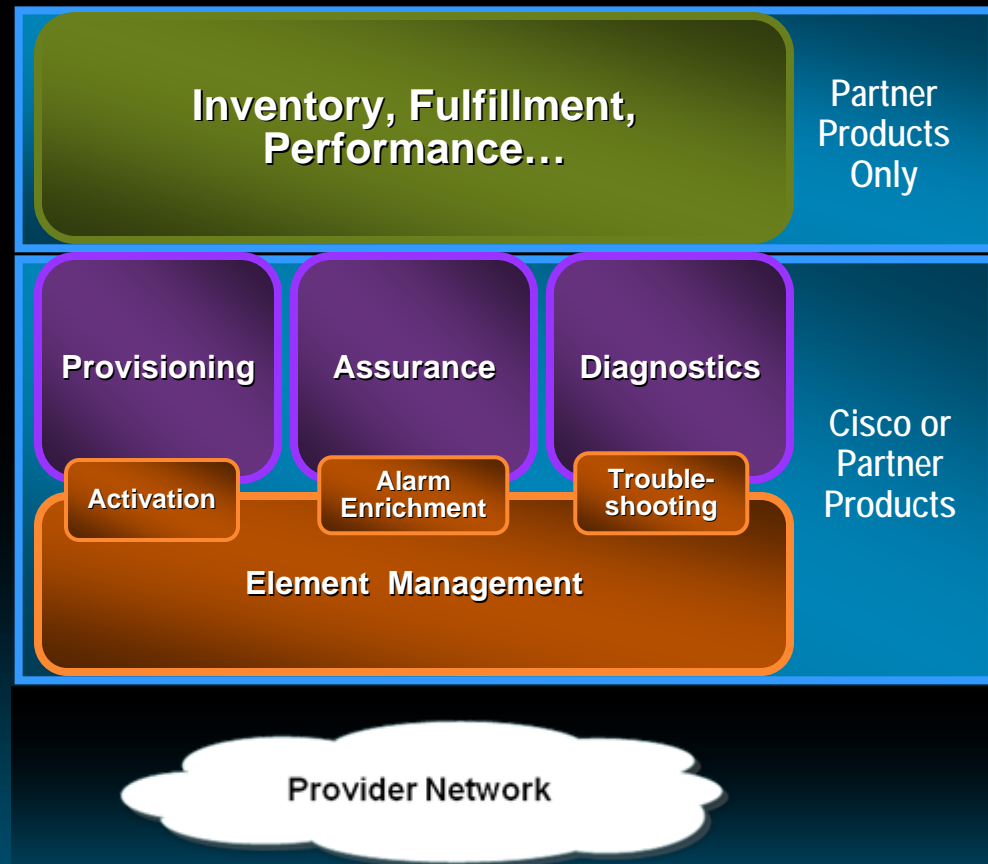 Inventory, Fulfillment,
Performance…
Partner
Products
Only
Provisioning
Assurance
Diagnostics
Activation
Alarm
Enrichment
Trouble-
shooting
Cisco or
Partner
Products
Element Management
Provider Network